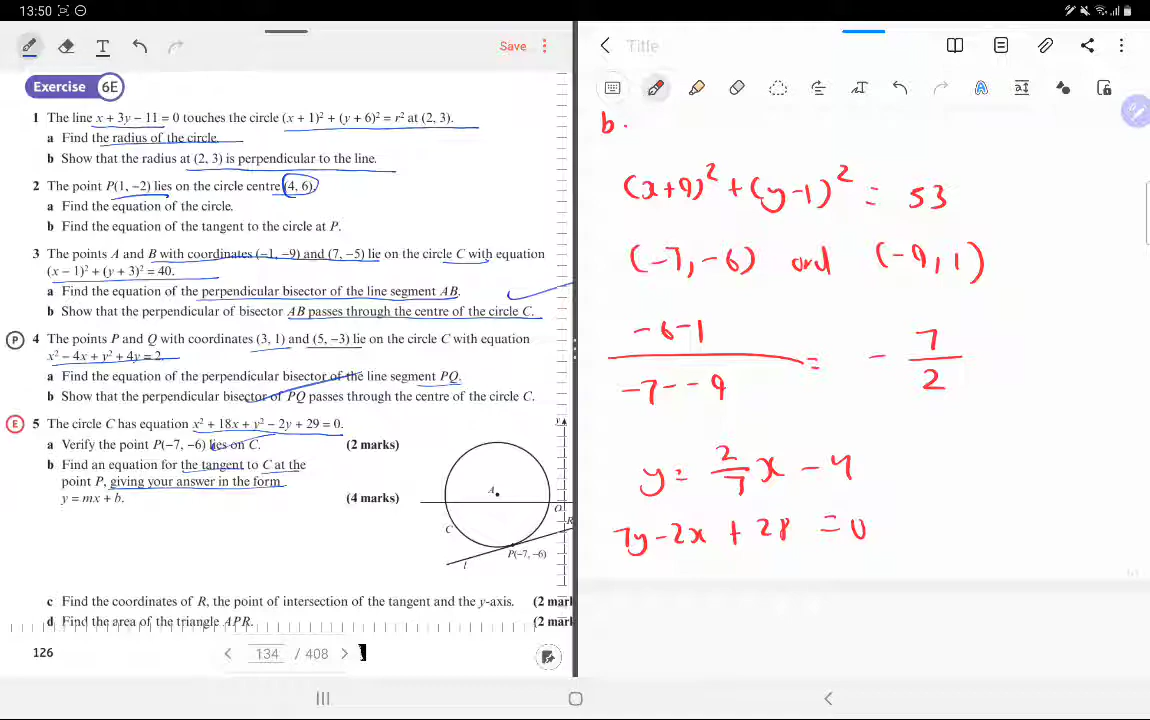 13:50
Save
Title
Exercise 6E
1 The line x + 3y − 11 = 0 touches the circle (x + 1)² + (y + 6)² = r² at (2, 3).
a Find the radius of the circle.
b Show that the radius at (2, 3) is perpendicular to the line.
2 The point P(1, −2) lies on the circle centre (4, 6).
a Find the equation of the circle.
b Find the equation of the tangent to the circle at P.
3 The points A and B with coordinates (−1, −9) and (7, −5) lie on the circle C with equation
(x − 1)² + (y + 3)² = 40.
a Find the equation of the perpendicular bisector of the line segment AB.
b Show that the perpendicular of bisector AB passes through the centre of the circle C.
P 4 The points P and Q with coordinates (3, 1) and (5, −3) lie on the circle C with equation
x² − 4x + y² + 4y = 2.
a Find the equation of the perpendicular bisector of the line segment PQ.
b Show that the perpendicular bisector of PQ passes through the centre of the circle C.
E 5 The circle C has equation x² + 18x + y² − 2y + 29 = 0.
a Verify the point P(−7, −6) lies on C. (2 marks)
b Find an equation for the tangent to C at the
point P, giving your answer in the form
y = mx + b. (4 marks)
y
A
O
R
C
P(−7, −6)
l
c Find the coordinates of R, the point of intersection of the tangent and the y-axis. (2 mar
d Find the area of the triangle APR. (2 mar
126
134 / 408
b.
(x+9)² + (y-1)² = 53
(-7, -6) and (-9, 1)
-6-1
-7--9
= - 7/2
y = 2/7 x - 4
7y - 2x + 28 = 0